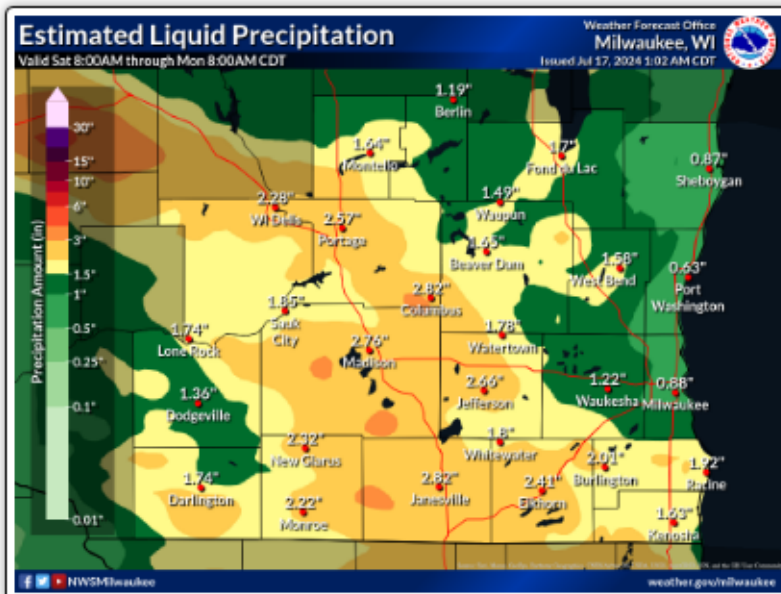 Estimated Liquid Precipitation
Valid Sat 8:00AM through Mon 8:00AM CDT
Weather Forecast Office
Milwaukee, WI
Issued Jul 17, 2024 1:02 AM CDT
Precipitation Amount (in)
30"
15"
10"
6"
3"
1.5"
1"
0.5"
0.25"
0.1"
0.01"
1.19"
Berlin
1.64"
Montello
1.7"
Fond du Lac
0.87"
Sheboygan
2.28"
WI Dells
1.49"
Waupun
2.57"
Portage
1.65"
Beaver Dum
1.58"
West Bend
0.63"
Port
Washington
2.82"
Columbus
1.85"
Sauk
City
1.74"
Lone Rock
2.76"
Madison
1.78"
Watertown
2.66"
Jefferson
1.22"
Waukesha
0.88"
Milwaukee
1.36"
Dodgeville
2.32"
New Glarus
1.8"
Whitewater
2.01"
Burlington
1.92"
Racine
1.74"
Darlington
2.22"
Monroe
2.82"
Janesville
2.41"
Elkhorn
1.63"
Kenosha
NWSMilwaukee
weather.gov/milwaukee